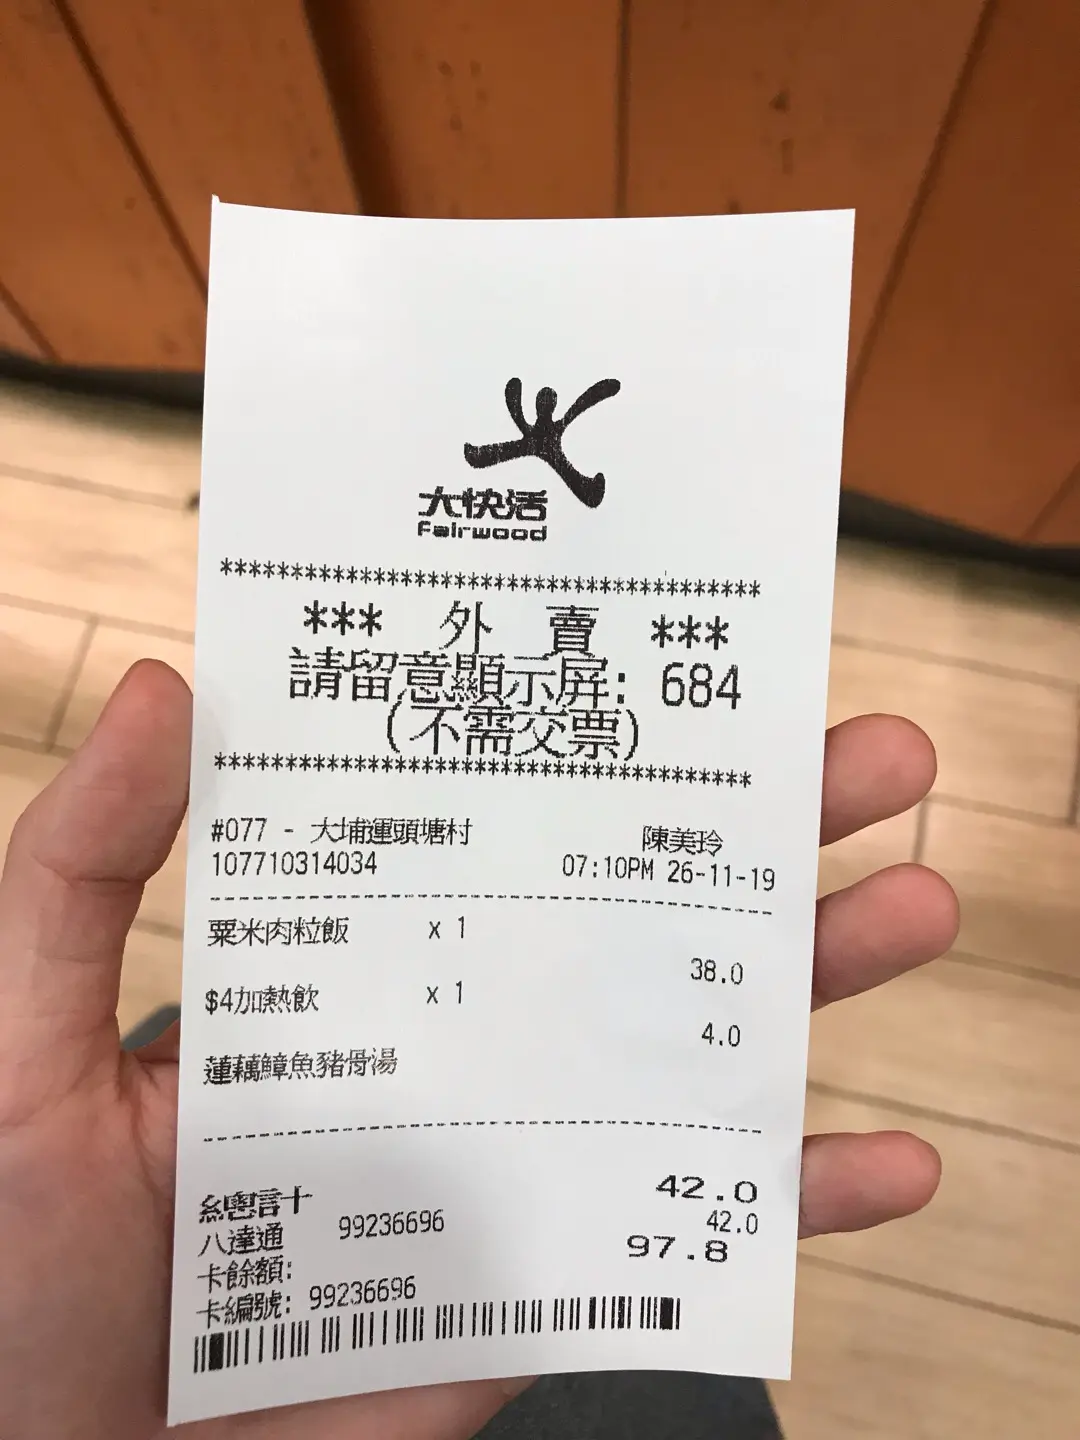 大快活
Fairwood
***************************************
*** 外 賣 ***
請留意顯示屏: 684
(不需交票)
***************************************
#077 - 大埔運頭塘村 陳美玲
107710314034 07:10PM 26-11-19
粟米肉粒飯 x 1
38.0
$4加熱飲 x 1
4.0
蓮藕鱆魚豬骨湯
總計 42.0
八達通 99236696 42.0
卡餘額: 97.8
卡編號: 99236696